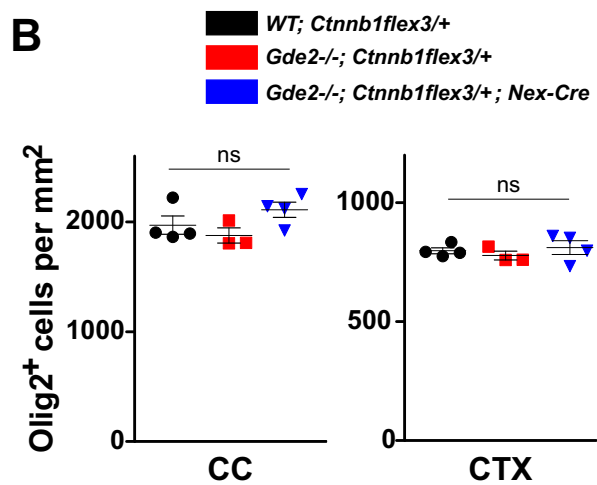 B
WT; Ctnnb1flex3/+
Gde2-/-; Ctnnb1flex3/+
Gde2-/-; Ctnnb1flex3/+ ; Nex-Cre
Olig2+ cells per mm2
ns
2000
1000
0
CC
ns
1000
500
0
CTX